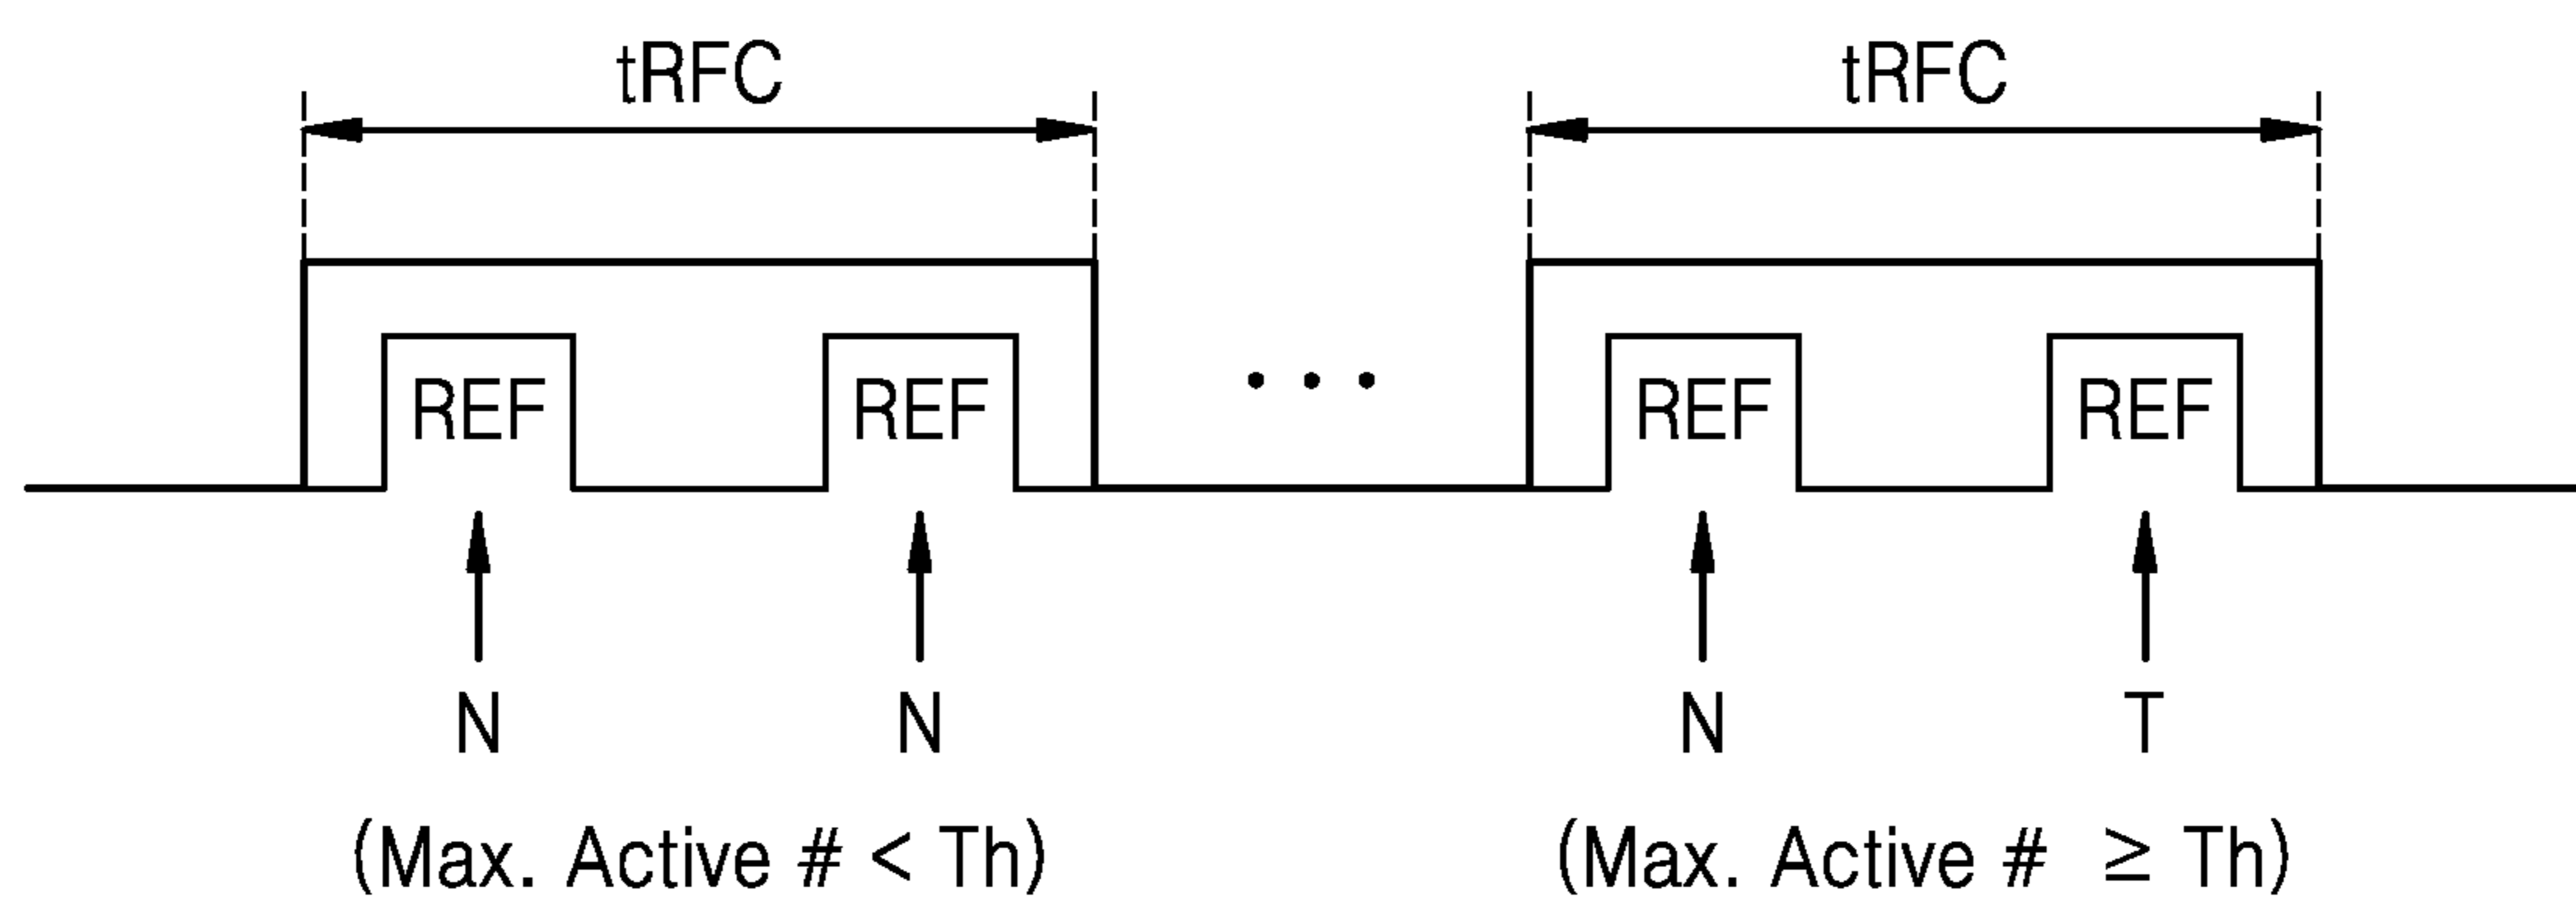 tRFC tRFC
REF REF • • • REF REF
N N N T
(Max. Active # < Th) (Max. Active # ≥ Th)